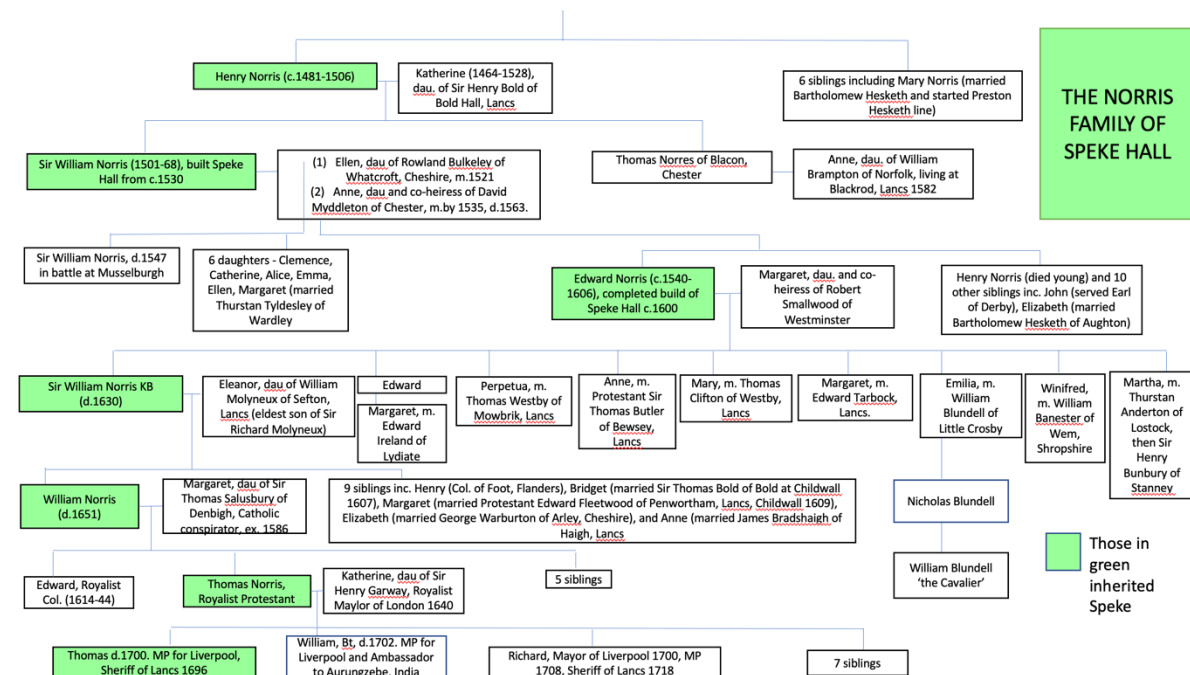 THE NORRIS
FAMILY OF
SPEKE HALL
Henry Norris (c.1481-1506)
Katherine (1464-1528),
dau. of Sir Henry Bold of
Bold Hall, Lancs
6 siblings including Mary Norris (married
Bartholomew Hesketh and started Preston
Hesketh line)
Sir William Norris (1501-68), built Speke
Hall from c.1530
(1) Ellen, dau of Rowland Bulkeley of
Whatcroft, Cheshire, m.1521
(2) Anne, dau and co-heiress of David
Myddleton of Chester, m.by 1535, d.1563.
Thomas Norres of Blacon,
Chester
Anne, dau. of William
Brampton of Norfolk, living at
Blackrod, Lancs 1582
Sir William Norris, d.1547
in battle at Musselburgh
6 daughters - Clemence,
Catherine, Alice, Emma,
Ellen, Margaret (married
Thurstan Tyldesley of
Wardley
Edward Norris (c.1540-
1606), completed build of
Speke Hall c.1600
Margaret, dau. and co-
heiress of Robert
Smallwood of
Westminster
Henry Norris (died young) and 10
other siblings inc. John (served Earl
of Derby), Elizabeth (married
Bartholomew Hesketh of Aughton)
Sir William Norris KB
(d.1630)
Eleanor, dau of William
Molyneux of Sefton,
Lancs (eldest son of Sir
Richard Molyneux)
Edward
Margaret, m.
Edward
Ireland of
Lydiate
Perpetua, m.
Thomas Westby of
Mowbrik, Lancs
Anne, m.
Protestant Sir
Thomas Butler
of Bewsey,
Lancs
Mary, m. Thomas
Clifton of Westby,
Lancs
Margaret, m.
Edward Tarbock,
Lancs.
Emilia, m.
William
Blundell of
Little Crosby
Winifred,
m. William
Banester of
Wem,
Shropshire
Martha, m.
Thurstan
Anderton of
Lostock,
then Sir
Henry
Bunbury of
Stanney
William Norris
(d.1651)
Margaret, dau of Sir
Thomas Salusbury of
Denbigh, Catholic
conspirator, ex. 1586
9 siblings inc. Henry (Col. of Foot, Flanders), Bridget (married Sir Thomas Bold of Bold at Childwall
1607), Margaret (married Protestant Edward Fleetwood of Penwortham, Lancs, Childwall 1609),
Elizabeth (married George Warburton of Arley, Cheshire), and Anne (married James Bradshaigh of
Haigh, Lancs
Nicholas Blundell
William Blundell
‘the Cavalier’
Those in
green
inherited
Speke
Edward, Royalist
Col. (1614-44)
Thomas Norris,
Royalist Protestant
Katherine, dau of Sir
Henry Garway, Royalist
Maylor of London 1640
5 siblings
Thomas d.1700. MP for Liverpool,
Sheriff of Lancs 1696
William, Bt, d.1702. MP for
Liverpool and Ambassador
to Aurungzebe, India
Richard, Mayor of Liverpool 1700, MP
1708, Sheriff of Lancs 1718
7 siblings